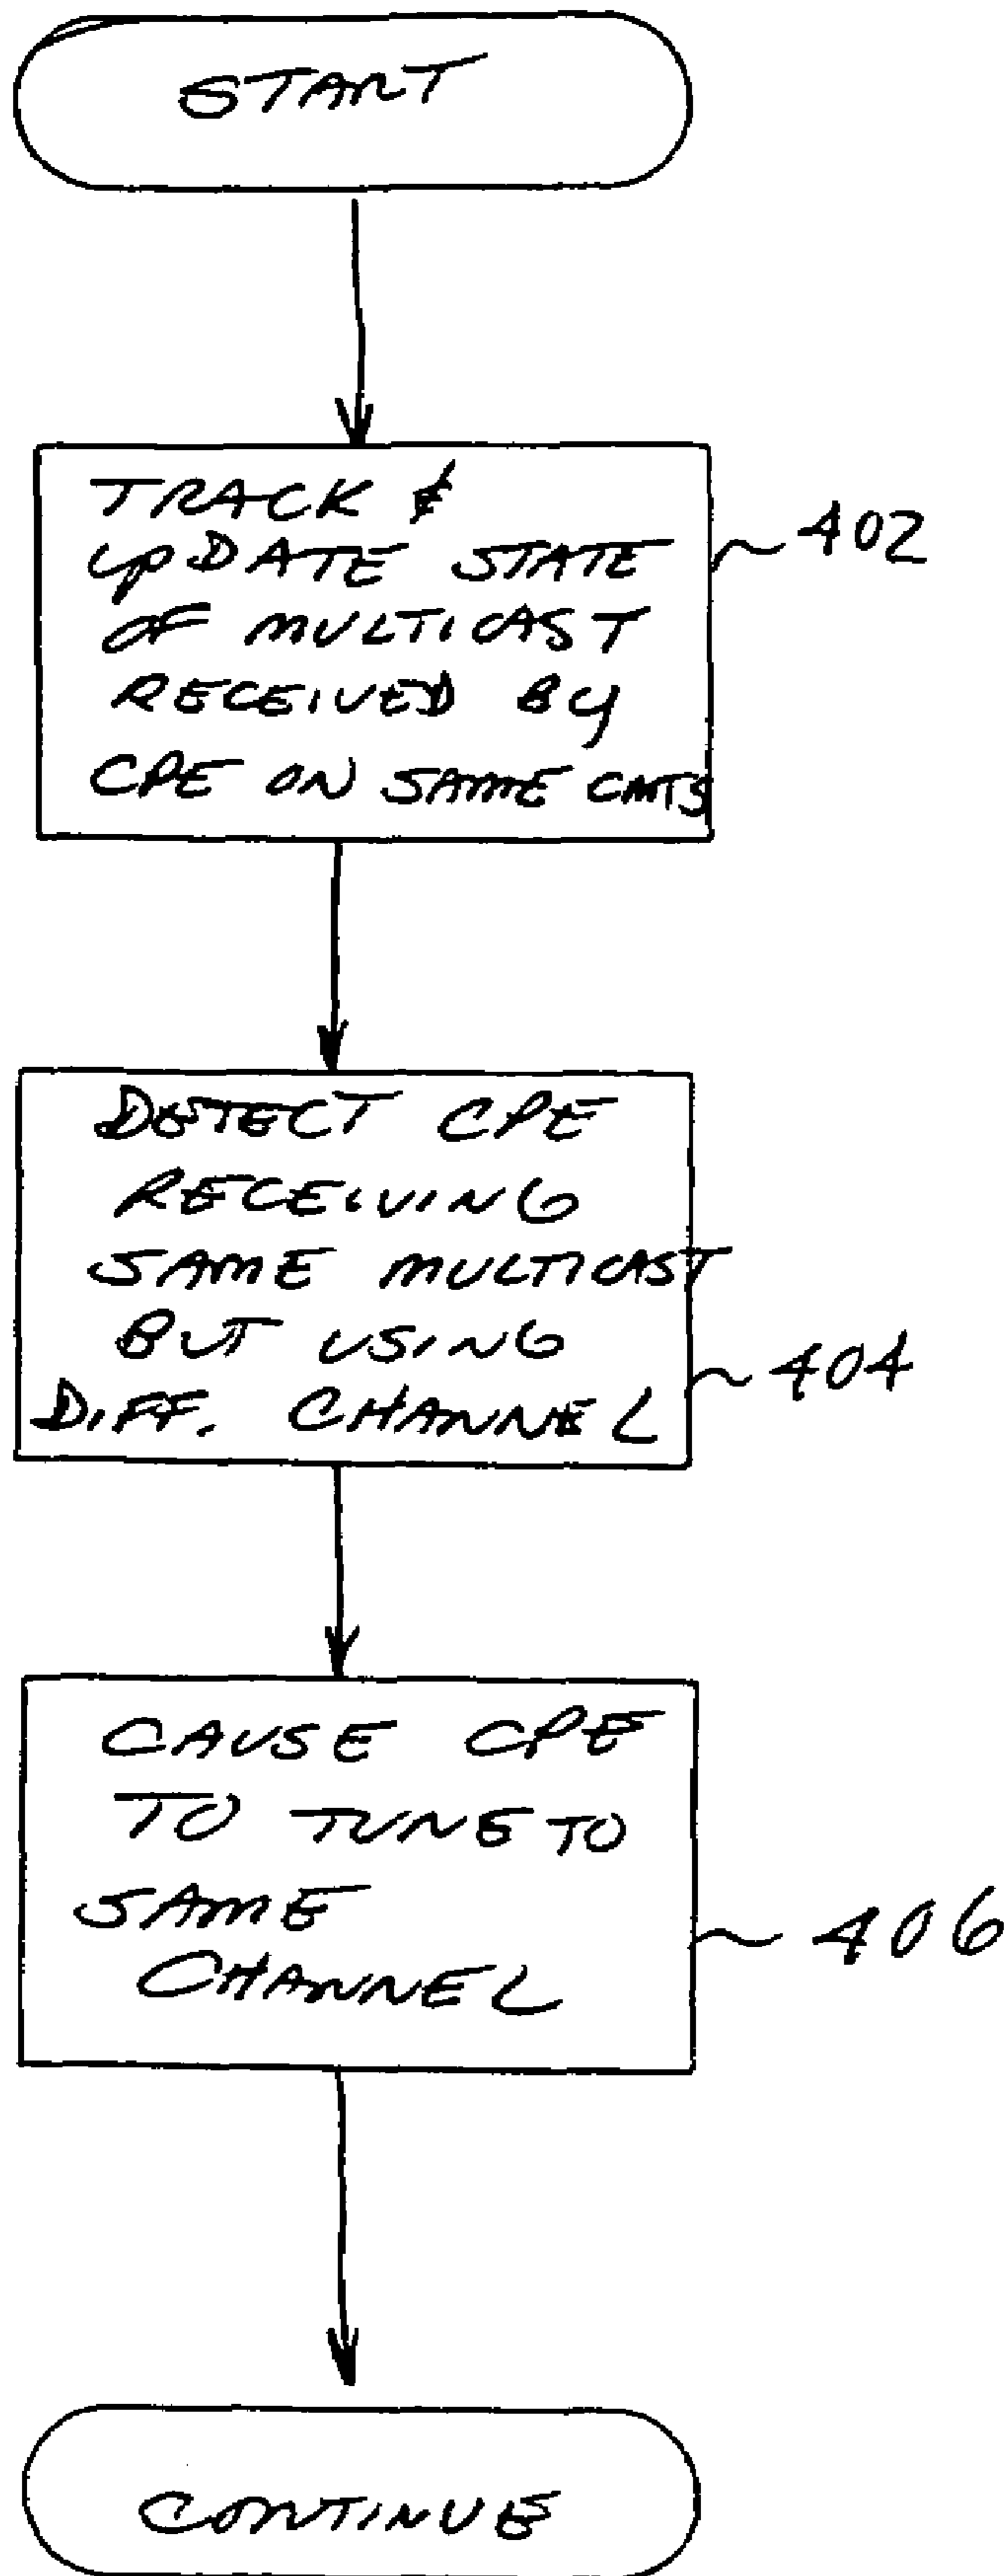 START
TRACK &
UPDATE STATE
OF MULTICAST
RECEIVED BY
CPE ON SAME CMTS
402
DETECT CPE
RECEIVING
SAME MULTICAST
BUT USING
DIFF. CHANNEL
404
CAUSE CPE
TO TUNE TO
SAME
CHANNEL
406
CONTINUE